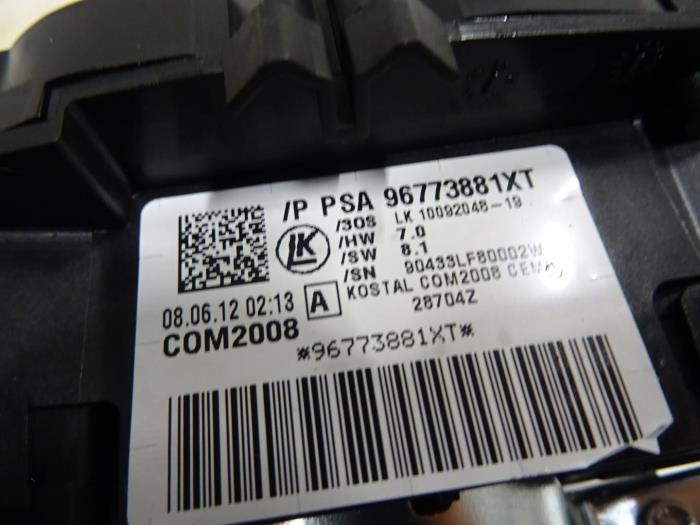 /P PSA 96773881XT
/30S LK 10092048-19
/HW 7.0
/SW 8.1
/SN 90433LF80002W
LK
A
KOSTAL COM2008
28704Z
08.06.12 02:13
COM2008
*96773881XT*